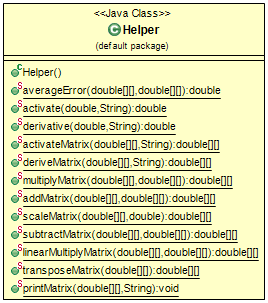 <<Java Class>>
Helper
(default package)
Helper()
averageError(double[][],double[][]):double
activate(double,String):double
derivative(double,String):double
activateMatrix(double[][],String):double[][]
deriveMatrix(double[][],String):double[][]
multiplyMatrix(double[][],double[][]):double[][]
addMatrix(double[][],double[][]):double[][]
scaleMatrix(double[][],double):double[][]
subtractMatrix(double[][],double[][]):double[][]
linearMultiplyMatrix(double[][],double[][]):double[][]
transposeMatrix(double[][]):double[][]
printMatrix(double[][],String):void